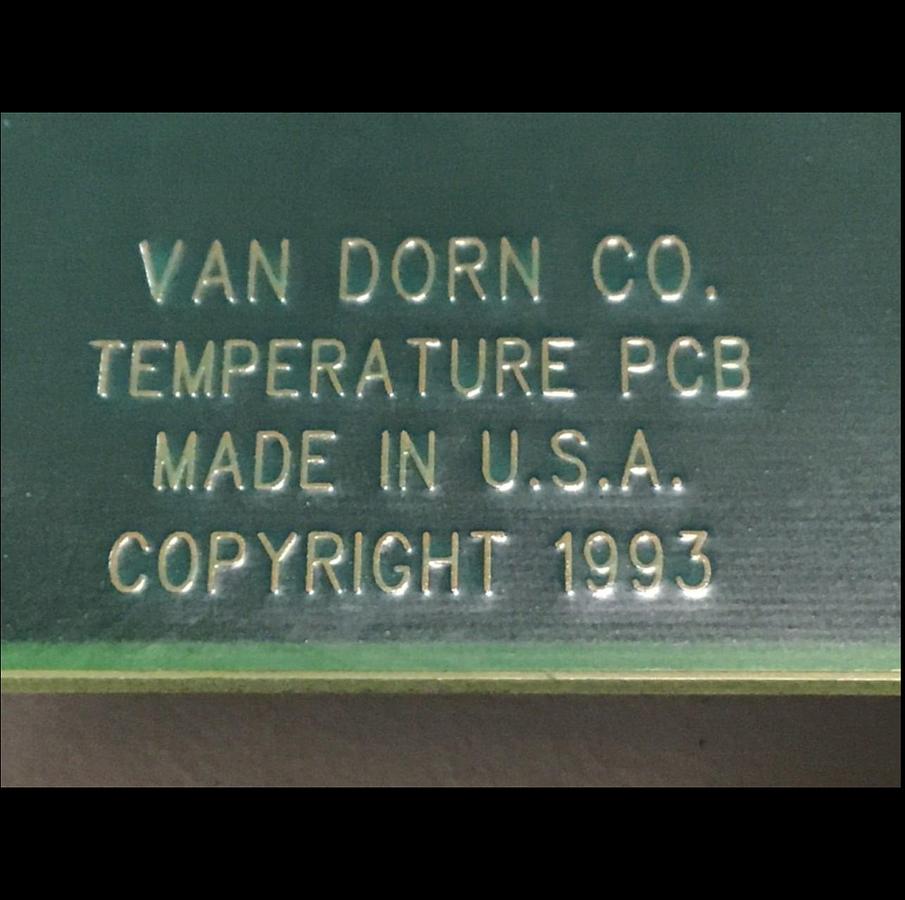 VAN DORN CO.
TEMPERATURE PCB
MADE IN U.S.A.
COPYRIGHT 1993